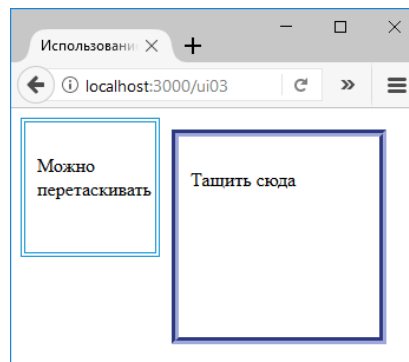 Использовани
localhost:3000/ui03
Можно
перетаскивать
Тащить сюда